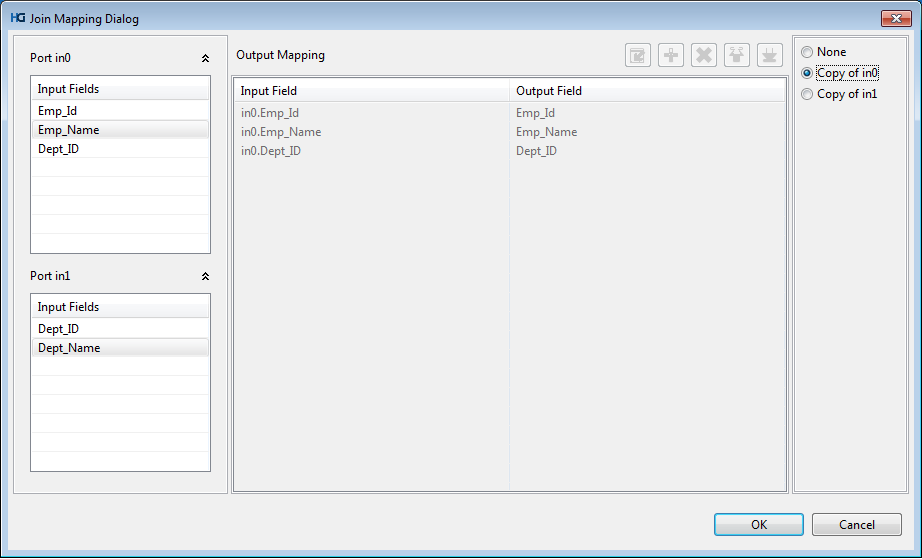 HG Join Mapping Dialog
Port in0
Input Fields
Emp_Id
Emp_Name
Dept_ID
Port in1
Input Fields
Dept_ID
Dept_Name
Output Mapping
Input Field Output Field
in0.Emp_Id Emp_Id
in0.Emp_Name Emp_Name
in0.Dept_ID Dept_ID
None
Copy of in0
Copy of in1
OK Cancel